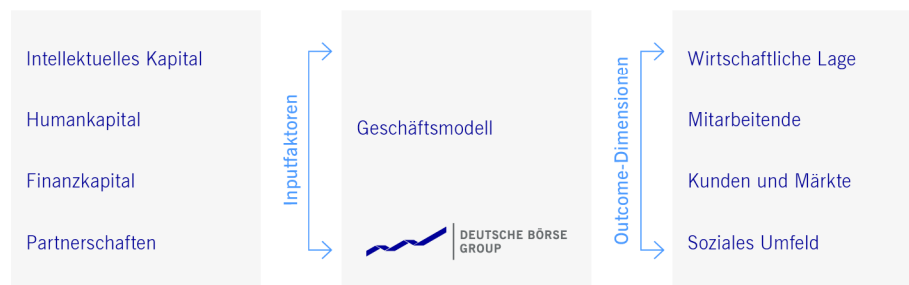 Intellektuelles Kapital
Humankapital
Finanzkapital
Partnerschaften
Inputfaktoren
Geschäftsmodell
DEUTSCHE BÖRSE
GROUP
Outcome-Dimensionen
Wirtschaftliche Lage
Mitarbeitende
Kunden und Märkte
Soziales Umfeld